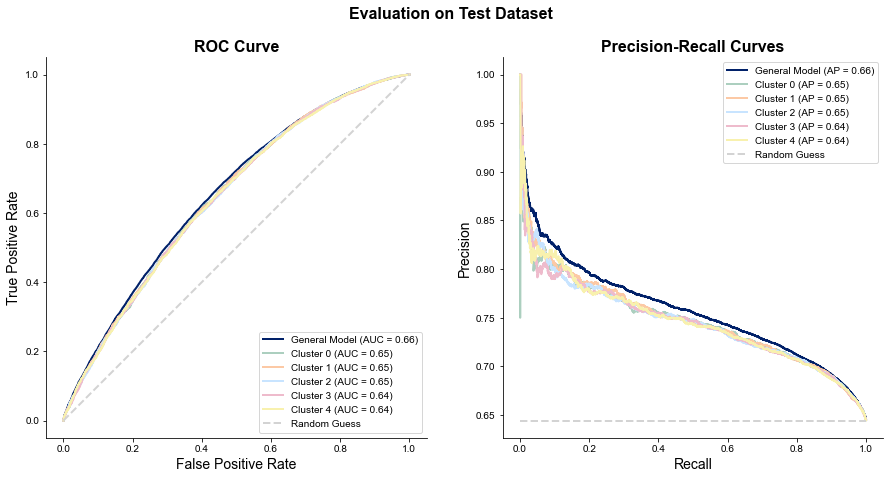 Evaluation on Test Dataset
ROC Curve
1.0
0.8
0.6
0.4
0.2
0.0
True Positive Rate
0.0 0.2 0.4 0.6 0.8 1.0
False Positive Rate
General Model (AUC = 0.66)
Cluster 0 (AUC = 0.65)
Cluster 1 (AUC = 0.65)
Cluster 2 (AUC = 0.65)
Cluster 3 (AUC = 0.64)
Cluster 4 (AUC = 0.64)
Random Guess
Precision-Recall Curves
1.00
0.95
0.90
0.85
0.80
0.75
0.70
0.65
Precision
0.0 0.2 0.4 0.6 0.8 1.0
Recall
General Model (AP = 0.66)
Cluster 0 (AP = 0.65)
Cluster 1 (AP = 0.65)
Cluster 2 (AP = 0.65)
Cluster 3 (AP = 0.64)
Cluster 4 (AP = 0.64)
Random Guess